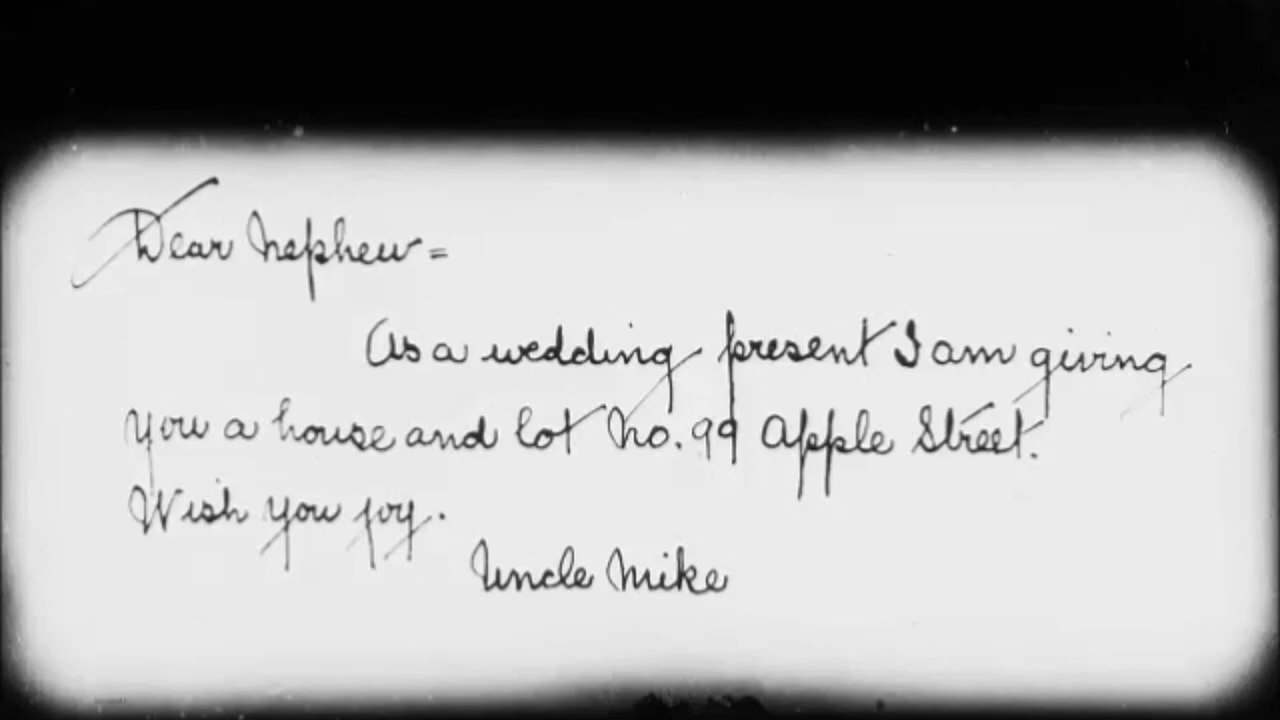 Dear Nephew=
As a wedding present I am giving
you a house and lot No. 99 Apple Street.
Wish you joy.
Uncle Mike